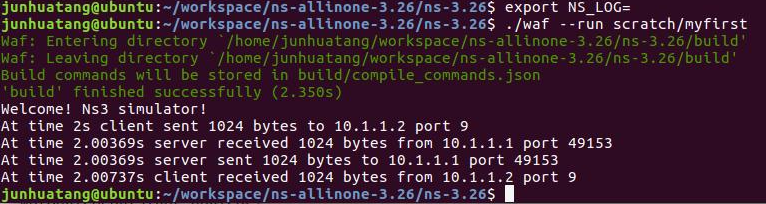 junhuatang@ubuntu:~/workspace/ns-allinone-3.26/ns-3.26$ export NS_LOG=
junhuatang@ubuntu:~/workspace/ns-allinone-3.26/ns-3.26$ ./waf --run scratch/myfirst
Waf: Entering directory `/home/junhuatang/workspace/ns-allinone-3.26/ns-3.26/build'
Waf: Leaving directory `/home/junhuatang/workspace/ns-allinone-3.26/ns-3.26/build'
Build commands will be stored in build/compile_commands.json
'build' finished successfully (2.350s)
Welcome! Ns3 simulator!
At time 2s client sent 1024 bytes to 10.1.1.2 port 9
At time 2.00369s server received 1024 bytes from 10.1.1.1 port 49153
At time 2.00369s server sent 1024 bytes to 10.1.1.1 port 49153
At time 2.00737s client received 1024 bytes from 10.1.1.2 port 9
junhuatang@ubuntu:~/workspace/ns-allinone-3.26/ns-3.26$